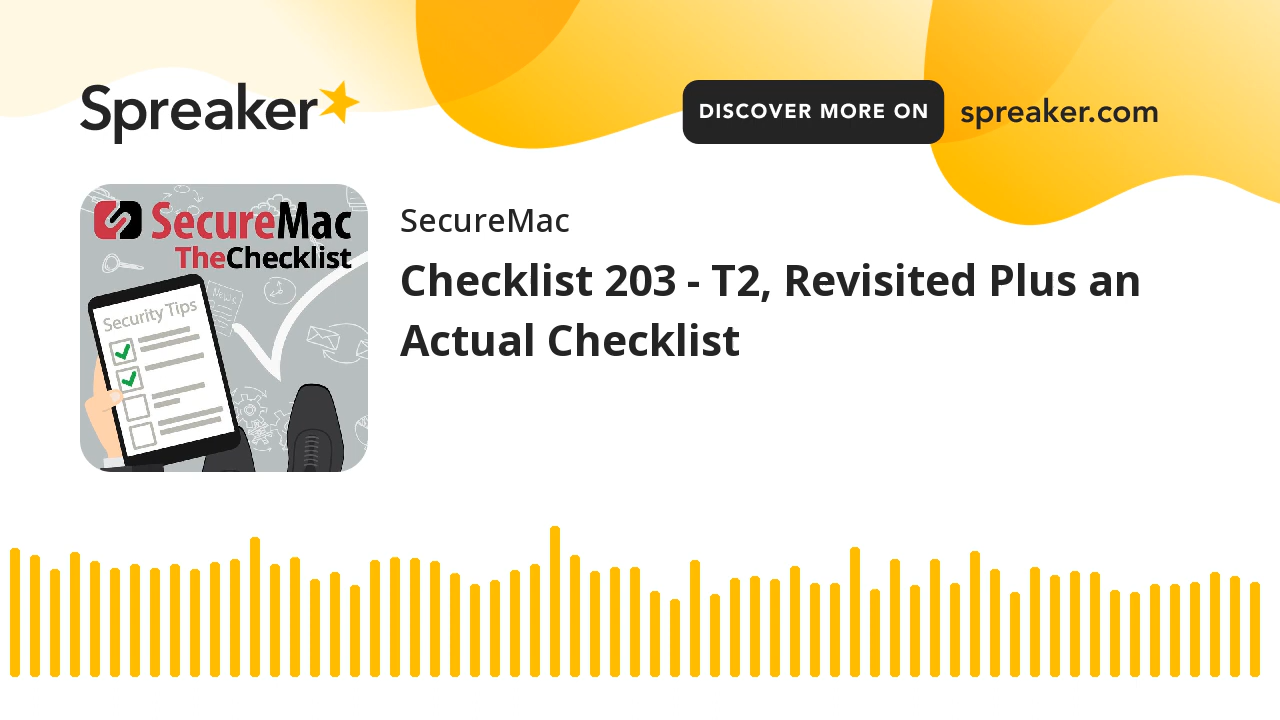 Spreaker
DISCOVER MORE ON
spreaker.com
SecureMac
TheChecklist
News
Security Tips
SecureMac
Checklist 203 - T2, Revisited Plus an
Actual Checklist